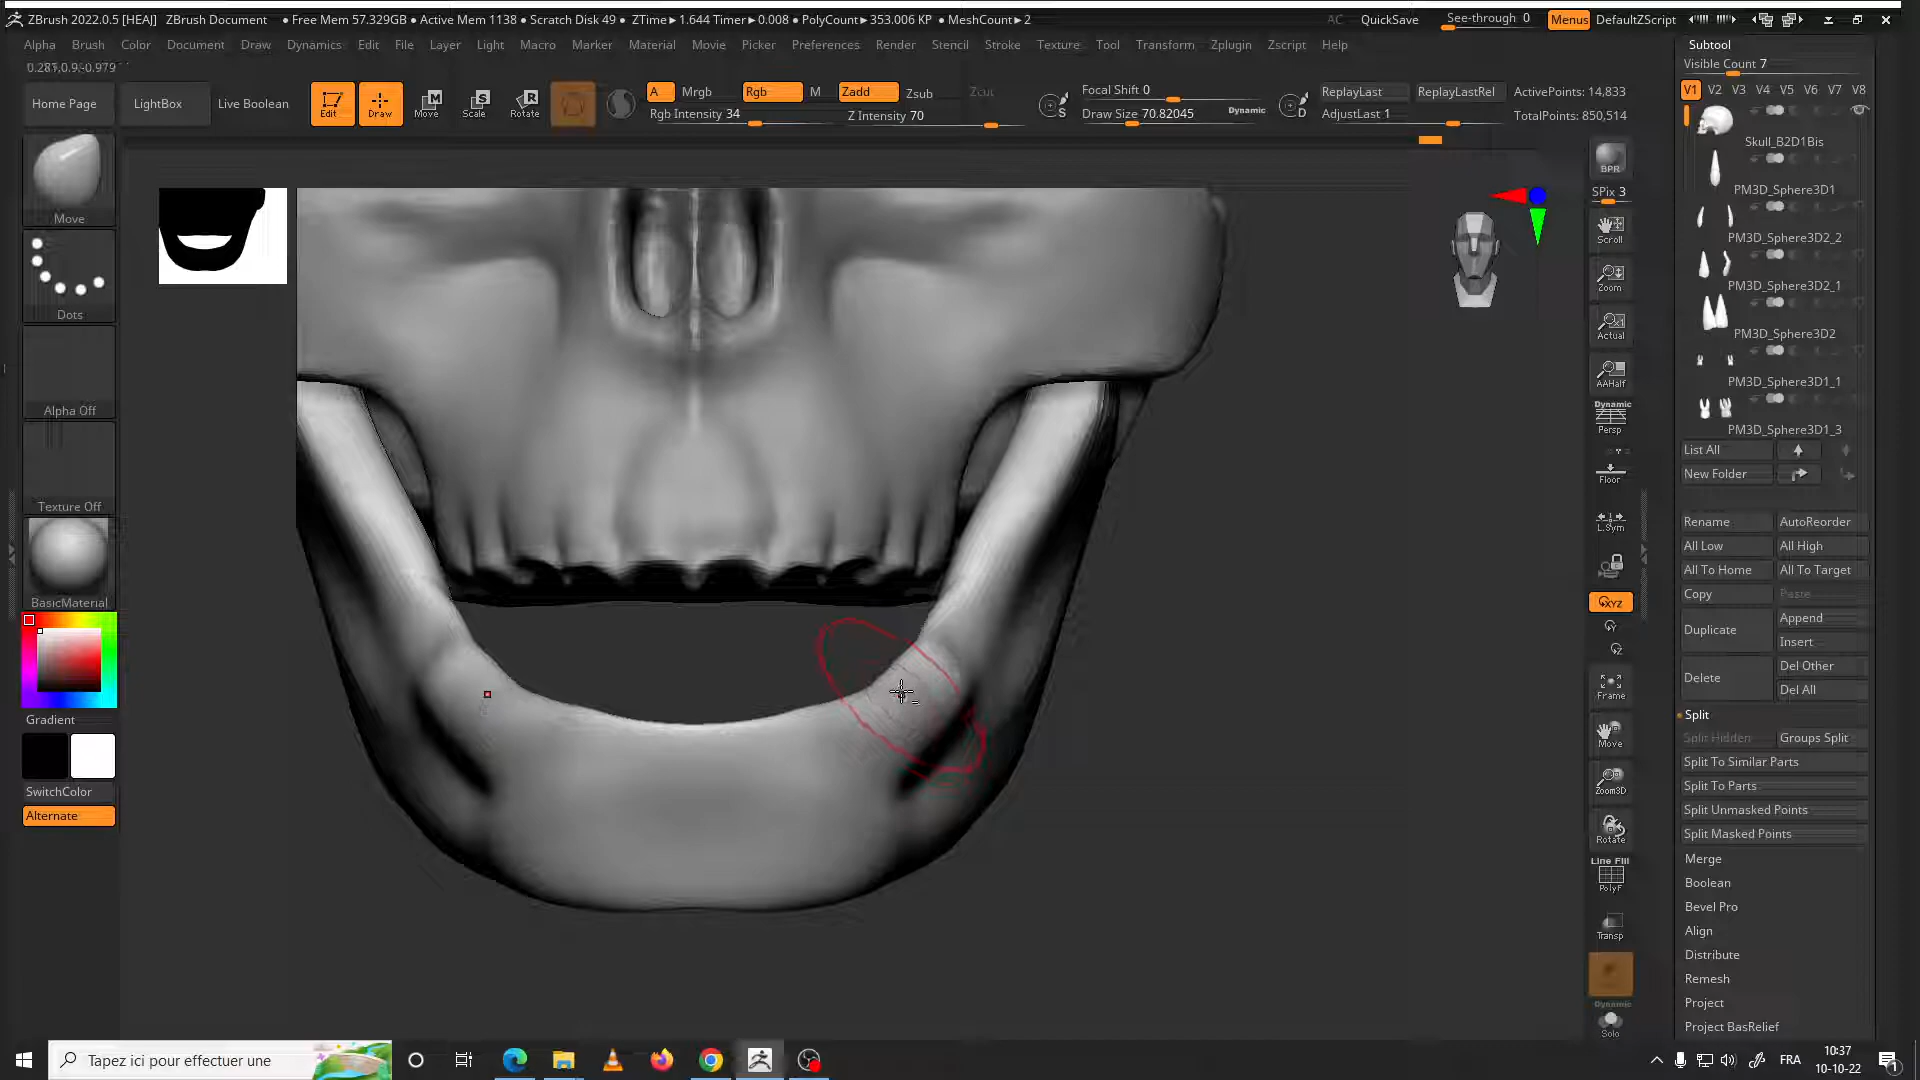 ZBrush 2022.0.5 [HEAJ] ZBrush Document ● Free Mem 57.329GB ● Active Mem 1138 ● Scratch Disk 49 ● ZTime►1.644 Timer►0.008 ● PolyCount►353.006 KP ● MeshCount►2 AC QuickSave See-through 0 Menus DefaultZScript
Alpha Brush Color Document Draw Dynamics Edit File Layer Light Macro Marker Material Movie Picker Preferences Render Stencil Stroke Texture Tool Transform Zplugin Zscript Help
Home Page LightBox Live Boolean Edit Draw Move Scale Rotate
A Mrgb Rgb M Zadd Zsub Zcut
Rgb Intensity 34 Z Intensity 70
Focal Shift 0
Draw Size 70.82045 Dynamic
S D
ReplayLast ReplayLastRel ActivePoints: 14,833
AdjustLast 1 TotalPoints: 850,514
Move
Dots
Alpha Off
Texture Off
BasicMaterial
Gradient
SwitchColor
Alternate
BPR
SPix 3
Scroll
Zoom
Actual
AAHalf
Dynamic
Persp
Floor
L.Sym
XYZ
Y
Z
Frame
Move
Zoom3D
Rotate
Line Fill
PolyF
Transp
Dynamic
Solo
Subtool
Visible Count 7
V1 V2 V3 V4 V5 V6 V7 V8
Skull_B2D1Bis
PM3D_Sphere3D1
PM3D_Sphere3D2_2
PM3D_Sphere3D2_1
PM3D_Sphere3D2
PM3D_Sphere3D1_1
PM3D_Sphere3D1_3
List All
New Folder
Rename AutoReorder
All Low All High
All To Home All To Target
Copy Paste
Duplicate Append
Insert
Delete Del Other
Del All
Split
Split Hidden Groups Split
Split To Similar Parts
Split To Parts
Split Unmasked Points
Split Masked Points
Merge
Boolean
Bevel Pro
Align
Distribute
Remesh
Project
Project BasRelief
Tapez ici pour effectuer une
FRA
10:37
10-10-22
1